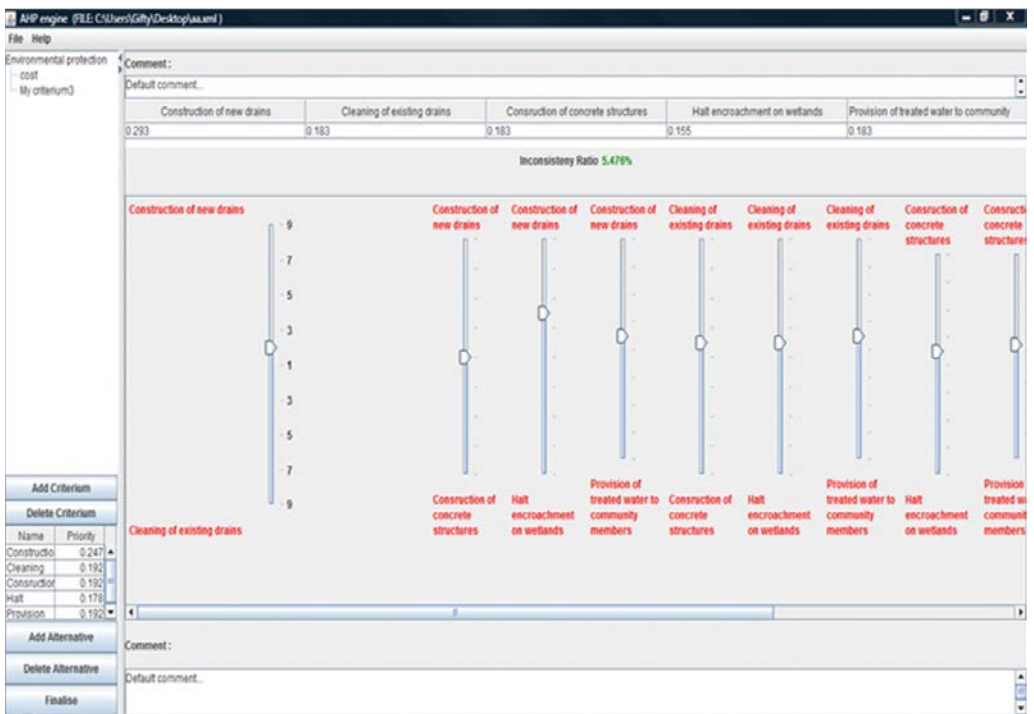 AHP engine (FILE: C:\Users\Gifty\Desktop\aa.xml )
File Help
Environmental protection
cost
My criterium3
Comment :
Default comment...
Construction of new drains Cleaning of existing drains Consruction of concrete structures Halt encroachment on wetlands Provision of treated water to community
0.293 0.183 0.183 0.155 0.183
Inconsisteny Ratio 5.476%
Construction of new drains
9
7
5
3
1
3
5
7
9
Cleaning of existing drains
Construction of
new drains
Consruction of
concrete
structures
Construction of
new drains
Halt
encroachment
on wetlands
Construction of
new drains
Provision of
treated water to
community
members
Cleaning of
existing drains
Consruction of
concrete
structures
Cleaning of
existing drains
Halt
encroachment
on wetlands
Cleaning of
existing drains
Provision of
treated water to
community
members
Consruction of
concrete
structures
Halt
encroachment
on wetlands
Consructi
concrete
structures
Provision
treated w
communi
members
Add Criterium
Delete Criterium
Name Priority
Constructio 0.247
Cleaning 0.192
Consruction 0.192
Halt 0.178
Provision 0.192
Add Alternative
Delete Alternative
Finalise
Comment :
Default comment...